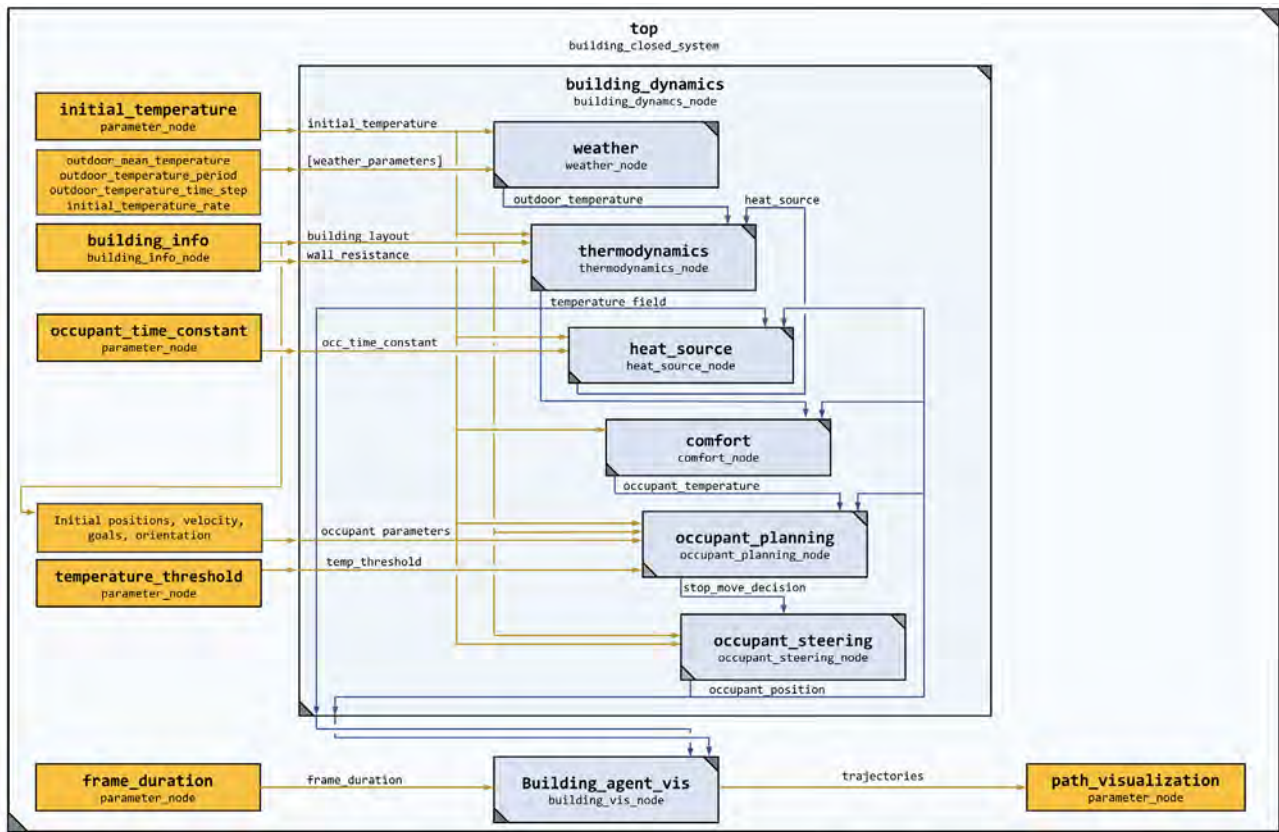 top
building_closed_system
building_dynamics
building_dynamcs_node
initial_temperature
parameter_node
initial_temperature
weather
weather_node
outdoor_mean_temperature
outdoor_temperature_period
outdoor_temperature_time_step
initial_temperature_rate
[weather_parameters]
outdoor_temperature
heat_source
building_info
building_info_node
building_layout
wall_resistance
thermodynamics
thermodynamics_node
temperature_field
occupant_time_constant
parameter_node
occ_time_constant
heat_source
heat_source_node
comfort
comfort_node
occupant_temperature
Initial positions, velocity,
goals, orientation
occupant parameters
occupant_planning
occupant_planning_node
temperature_threshold
parameter_node
temp_threshold
stop_move_decision
occupant_steering
occupant_steering_node
occupant_position
frame_duration
parameter_node
frame_duration
Building_agent_vis
building_vis_node
trajectories
path_visualization
parameter_node